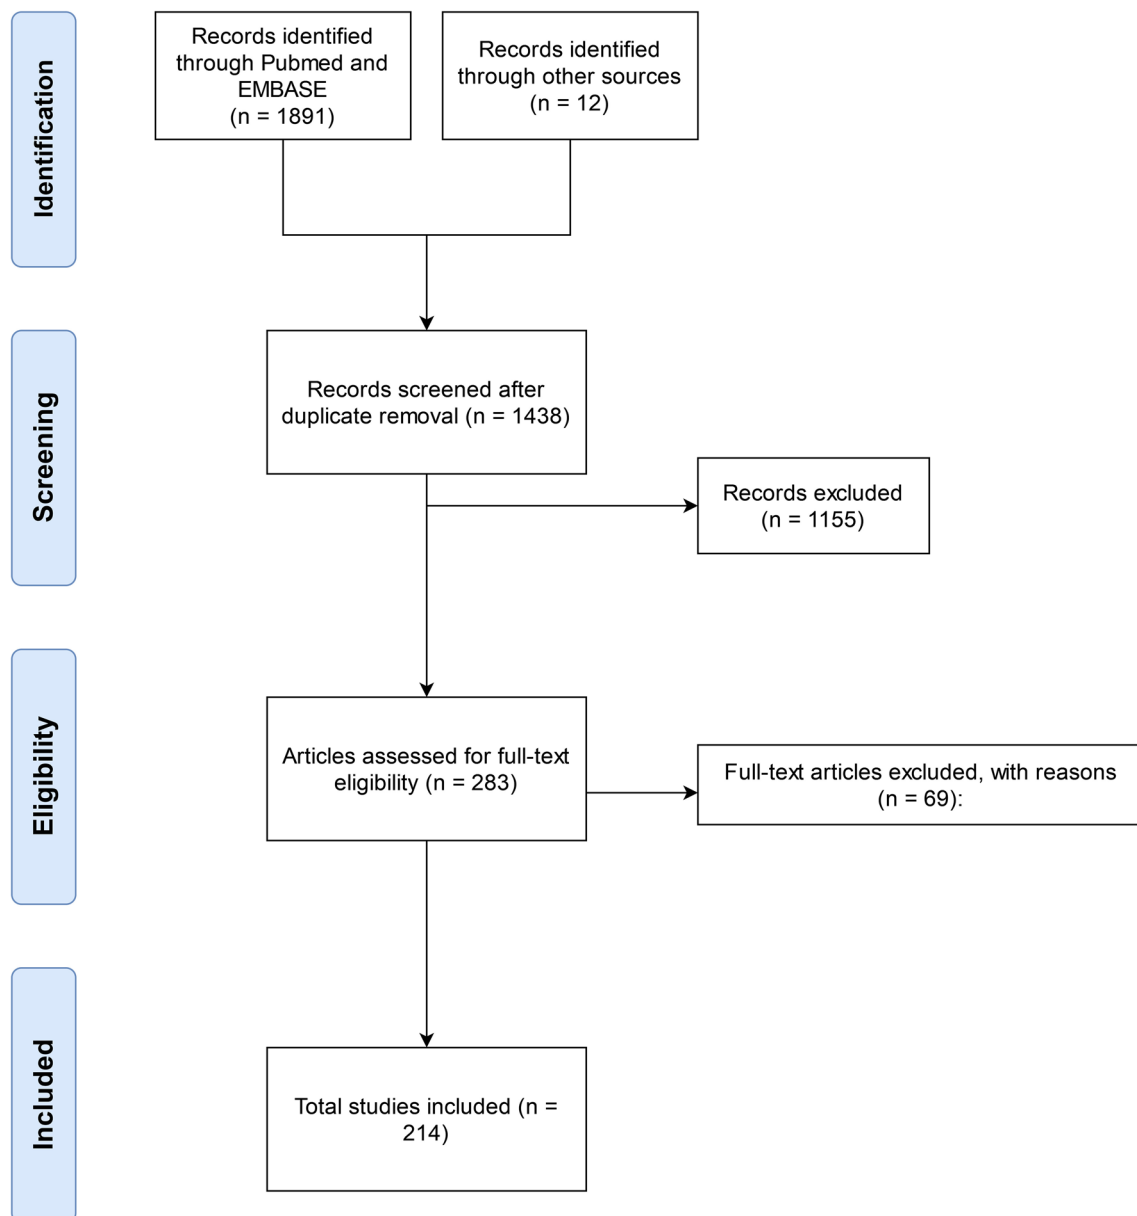 Identification
Records identified
through Pubmed and
EMBASE
(n = 1891)
Records identified
through other sources
(n = 12)
Screening
Records screened after
duplicate removal (n = 1438)
Records excluded
(n = 1155)
Eligibility
Articles assessed for full-text
eligibility (n = 283)
Full-text articles excluded, with reasons
(n = 69):
Included
Total studies included (n =
214)